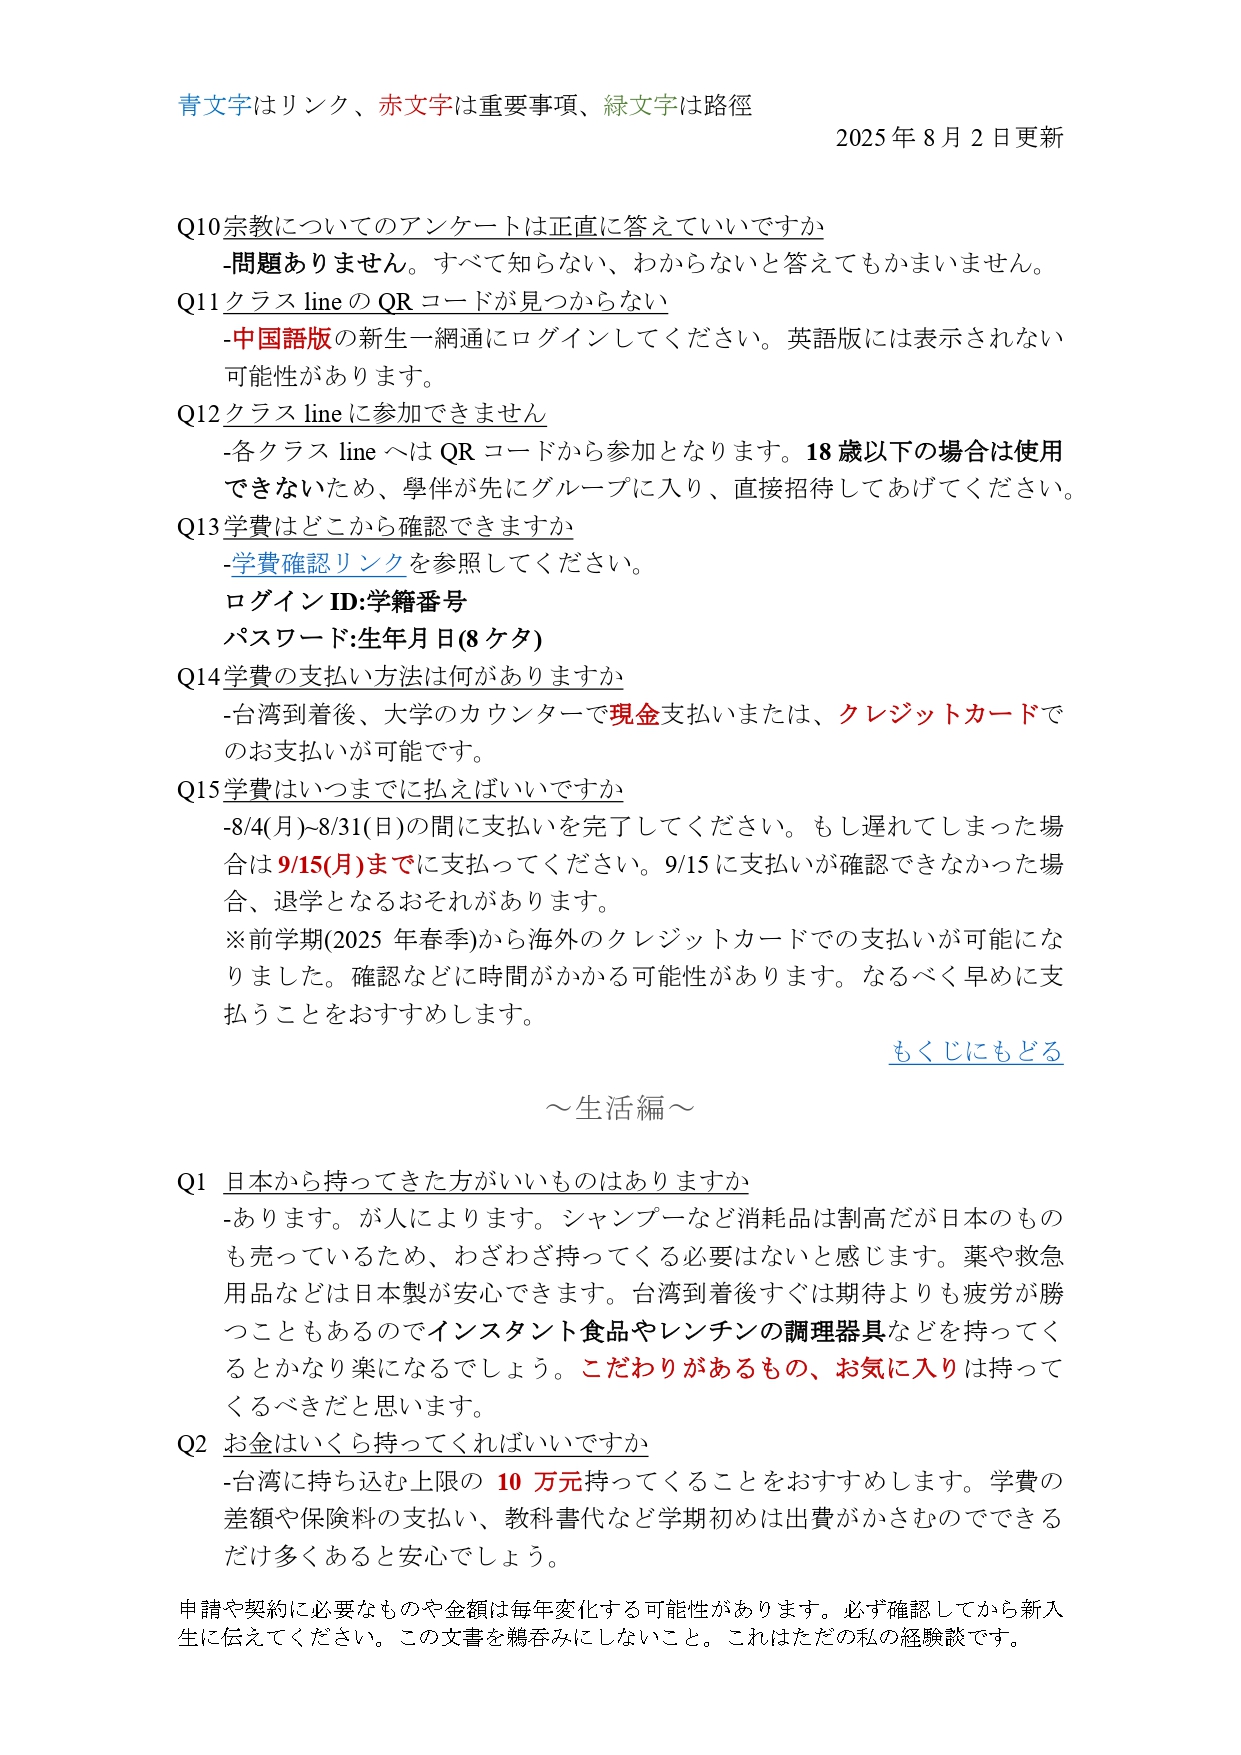 青文字はリンク、赤文字は重要事項、緑文字は路徑
2025年8月2日更新
Q10宗教についてのアンケートは正直に答えていいですか
-問題ありません。すべて知らない、わからないと答えてもかまいません。
Q11クラス lineの QR コードが見つからない
-中国語版の新生一網通にログインしてください。英語版には表示されない
可能性があります。
Q12クラス lineに参加できません
-各クラス line へは QR コードから参加となります。18 歳以下の場合は使用
できないため、學伴が先にグループに入り、直接招待してあげてください。
Q13学費はどこから確認できますか
-学費確認リンクを参照してください。
ログイン ID:学籍番号
パスワード:生年月日(8 ケタ)
Q14学費の支払い方法は何がありますか
-台湾到着後、大学のカウンターで現金支払いまたは、クレジットカードで
のお支払いが可能です。
Q15学費はいつまでに払えばいいですか
-8/4(月)~8/31(日)の間に支払いを完了してください。もし遅れてしまった場
合は 9/15(月)までに支払ってください。9/15 に支払いが確認できなかった場
合、退学となるおそれがあります。
※前学期(2025 年春季)から海外のクレジットカードでの支払いが可能にな
りました。確認などに時間がかかる可能性があります。なるべく早めに支
払うことをおすすめします。
もくじにもどる
～生活編～
Q1 日本から持ってきた方がいいものはありますか
-あります。が人によります。シャンプーなど消耗品は割高だが日本のもの
も売っているため、わざわざ持ってくる必要はないと感じます。薬や救急
用品などは日本製が安心できます。台湾到着後すぐは期待よりも疲労が勝
つこともあるのでインスタント食品やレンチンの調理器具などを持ってく
るとかなり楽になるでしょう。こだわりがあるもの、お気に入りは持って
くるべきだと思います。
Q2 お金はいくら持ってくればいいですか
-台湾に持ち込む上限の 10 万元持ってくることをおすすめします。学費の
差額や保険料の支払い、教科書代など学期初めは出費がかさむのでできる
だけ多くあると安心でしょう。
申請や契約に必要なものや金額は毎年変化する可能性があります。必ず確認してから新入
生に伝えてください。この文書を鵜呑みにしないこと。これはただの私の経験談です。